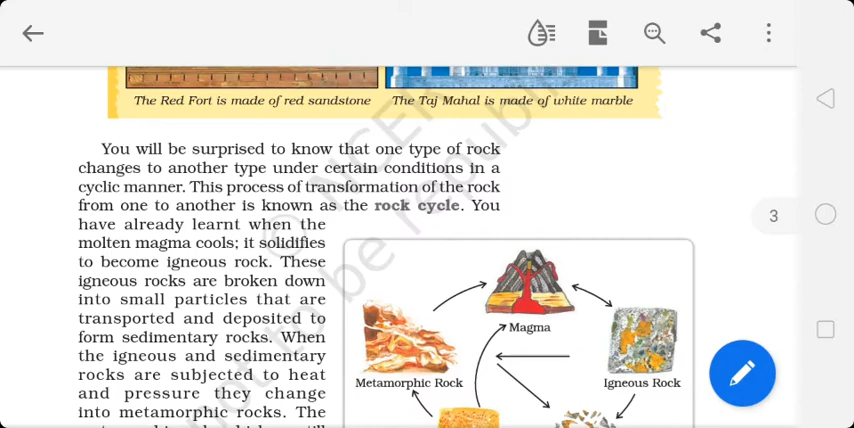 The Red Fort is made of red sandstone
The Taj Mahal is made of white marble
3
You will be surprised to know that one type of rock
changes to another type under certain conditions in a
cyclic manner. This process of transformation of the rock
from one to another is known as the rock cycle. You
have already learnt when the
molten magma cools; it solidifies
to become igneous rock. These
igneous rocks are broken down
into small particles that are
transported and deposited to
form sedimentary rocks. When
the igneous and sedimentary
rocks are subjected to heat
and pressure they change
into metamorphic rocks. The
Magma
Metamorphic Rock
Igneous Rock
© NCER
not to be republi